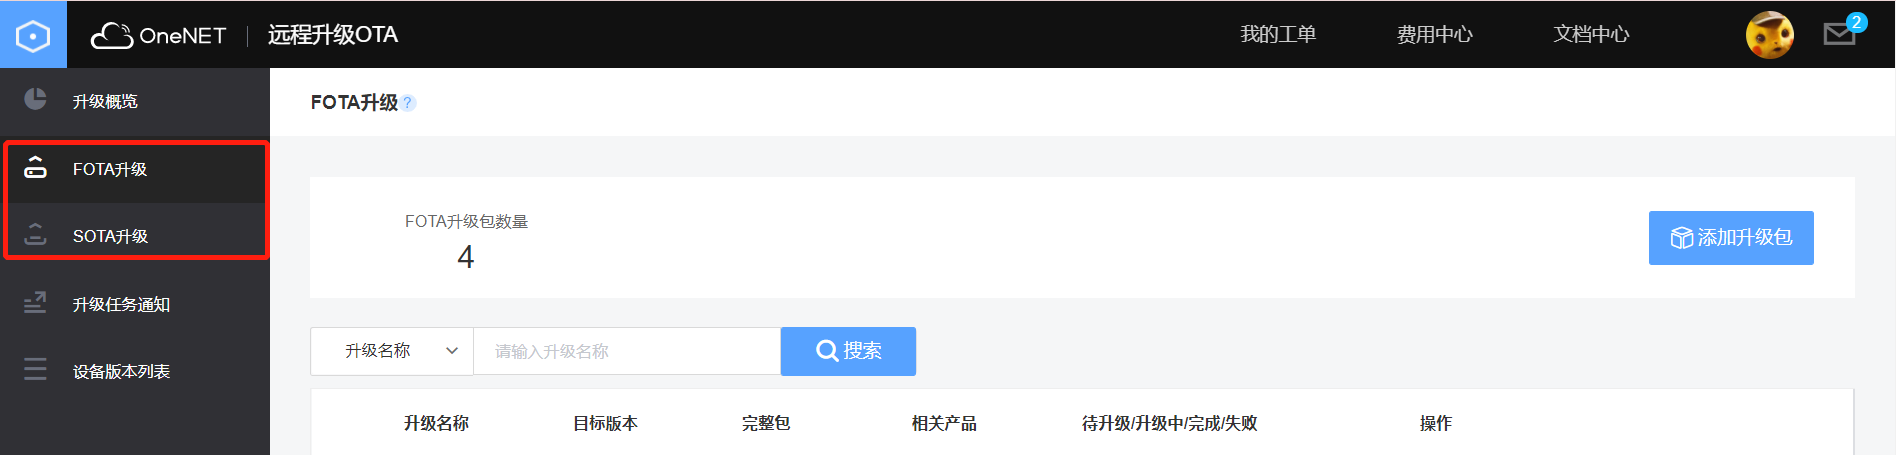 OneNET
远程升级OTA
我的工单
费用中心
文档中心
2
升级概览
FOTA升级
SOTA升级
升级任务通知
设备版本列表
FOTA升级?
FOTA升级包数量
4
添加升级包
升级名称
请输入升级名称
搜索
升级名称 目标版本 完整包 相关产品 待升级/升级中/完成/失败 操作